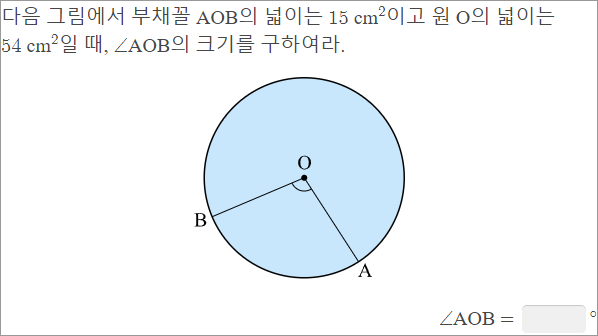 다음 그림에서 부채꼴 AOB의 넓이는 15 cm²이고 원 O의 넓이는
54 cm²일 때, ∠AOB의 크기를 구하여라.
O
B
A
∠AOB = °